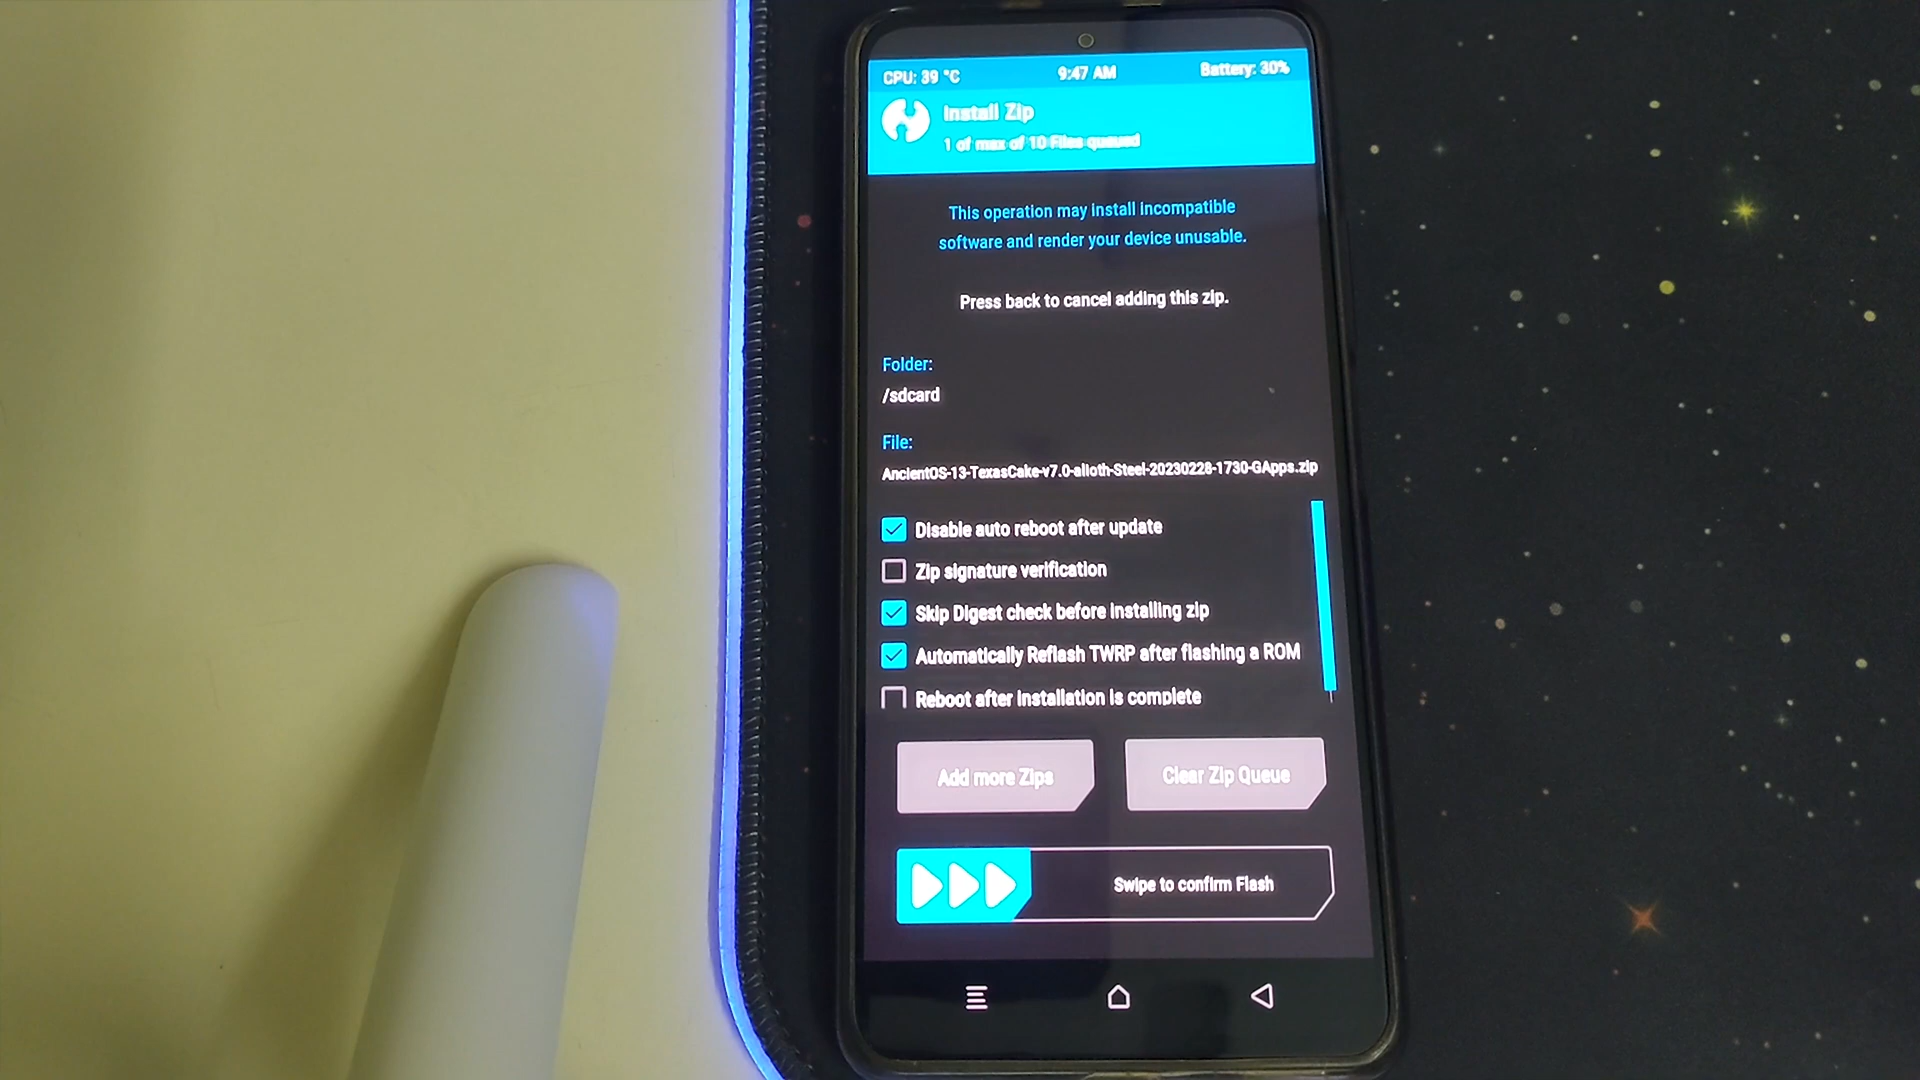 CPU: 39 °C 9:47 AM Battery: 30%
Install Zip
1 of max of 10 Files queued
This operation may install incompatible
software and render your device unusable.
Press back to cancel adding this zip.
Folder:
/sdcard
File:
AncientOS-13-TexasCake-v7.0-alioth-Steel-20230228-1730-GApps.zip
Disable auto reboot after update
Zip signature verification
Skip Digest check before installing zip
Automatically Reflash TWRP after flashing a ROM
Reboot after installation is complete
Add more Zips Clear Zip Queue
Swipe to confirm Flash